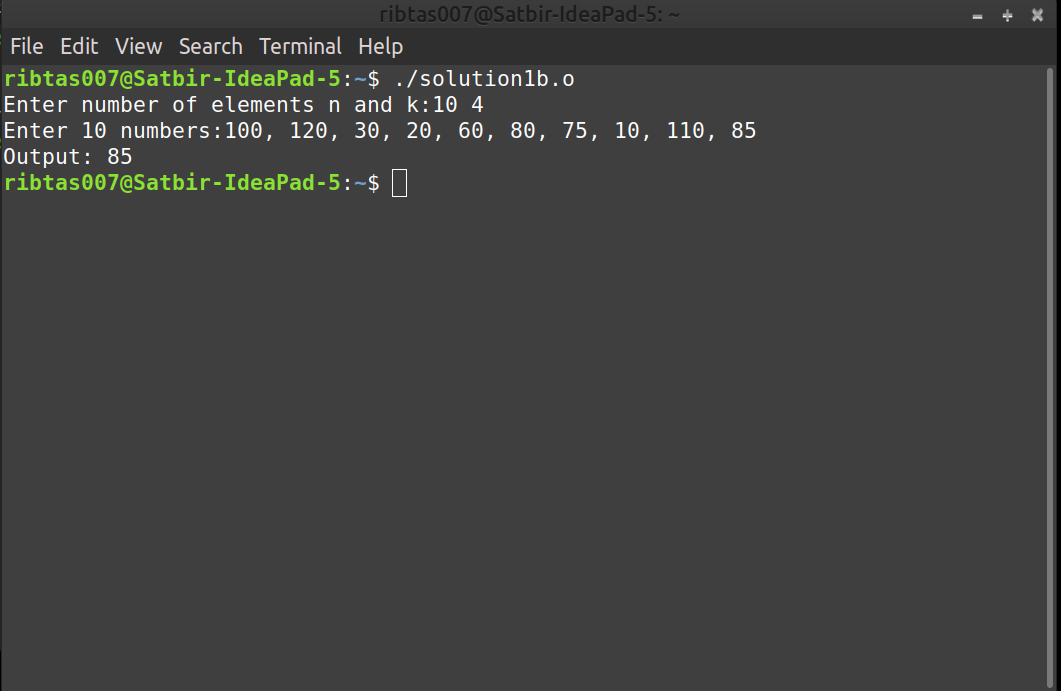 ribtas007@Satbir-IdeaPad-5: ~
File Edit View Search Terminal Help
ribtas007@Satbir-IdeaPad-5:~$ ./solution1b.o
Enter number of elements n and k:10 4
Enter 10 numbers:100, 120, 30, 20, 60, 80, 75, 10, 110, 85
Output: 85
ribtas007@Satbir-IdeaPad-5:~$